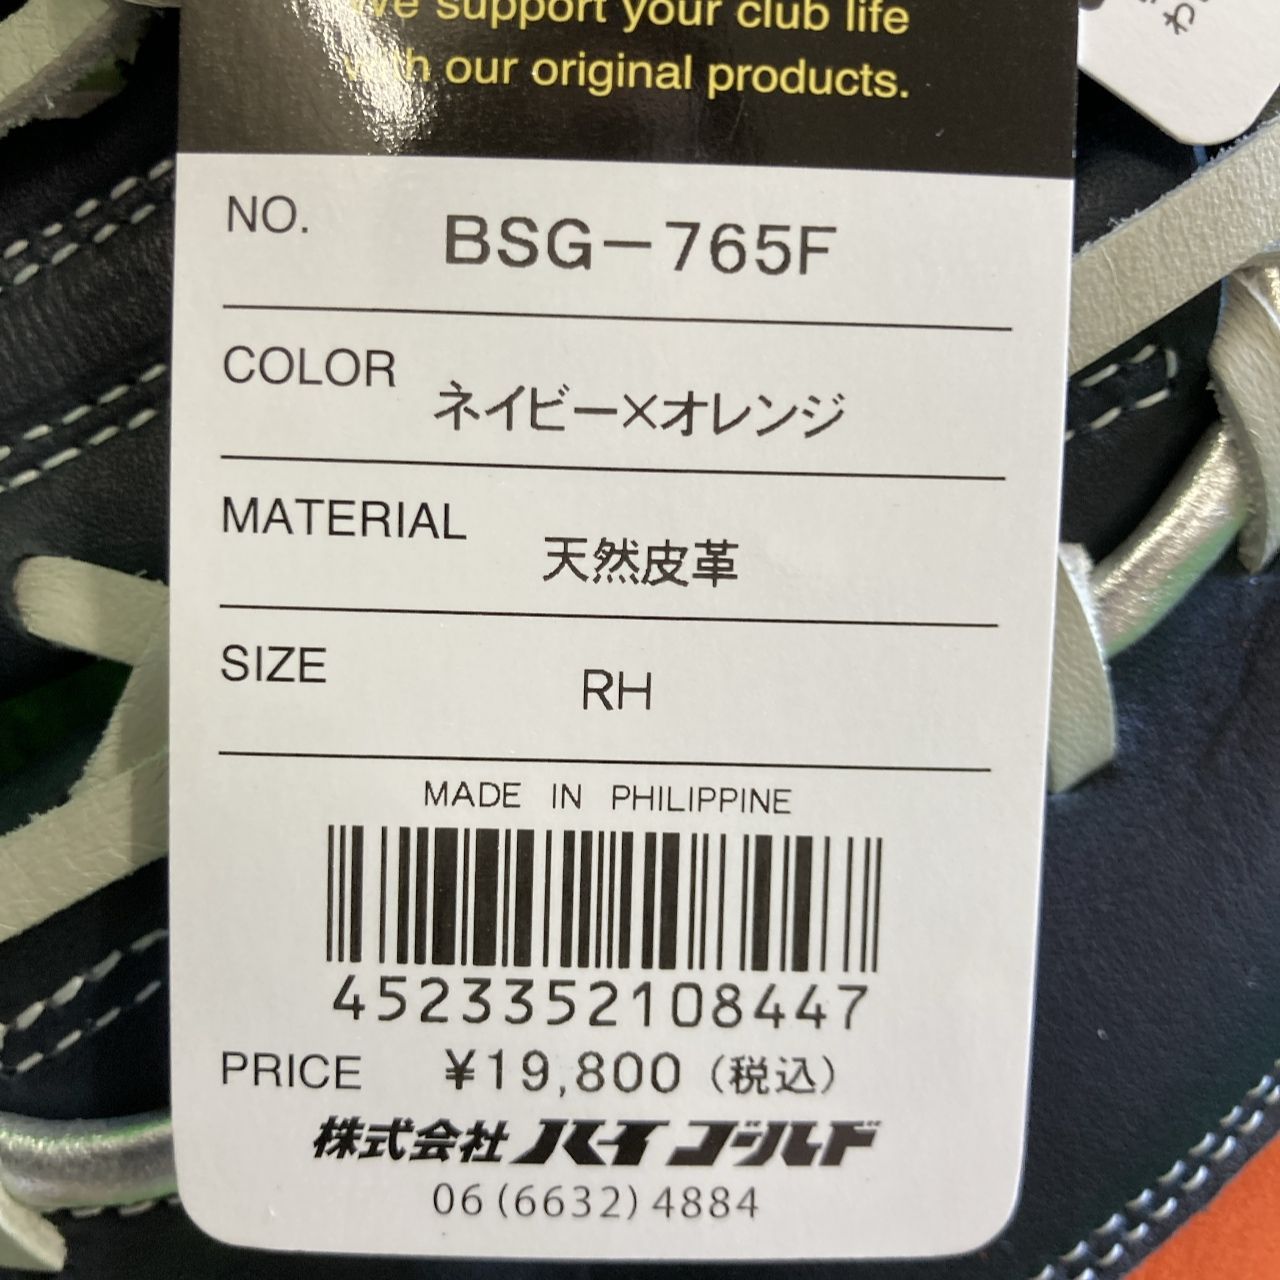 We support your club life
with our original products.
わ
NO. BSG-765F
COLOR ネイビー×オレンジ
MATERIAL 天然皮革
SIZE RH
MADE IN PHILIPPINE
4523352108447
PRICE ¥19,800(税込)
株式会社ハイゴールド
06(6632)4884